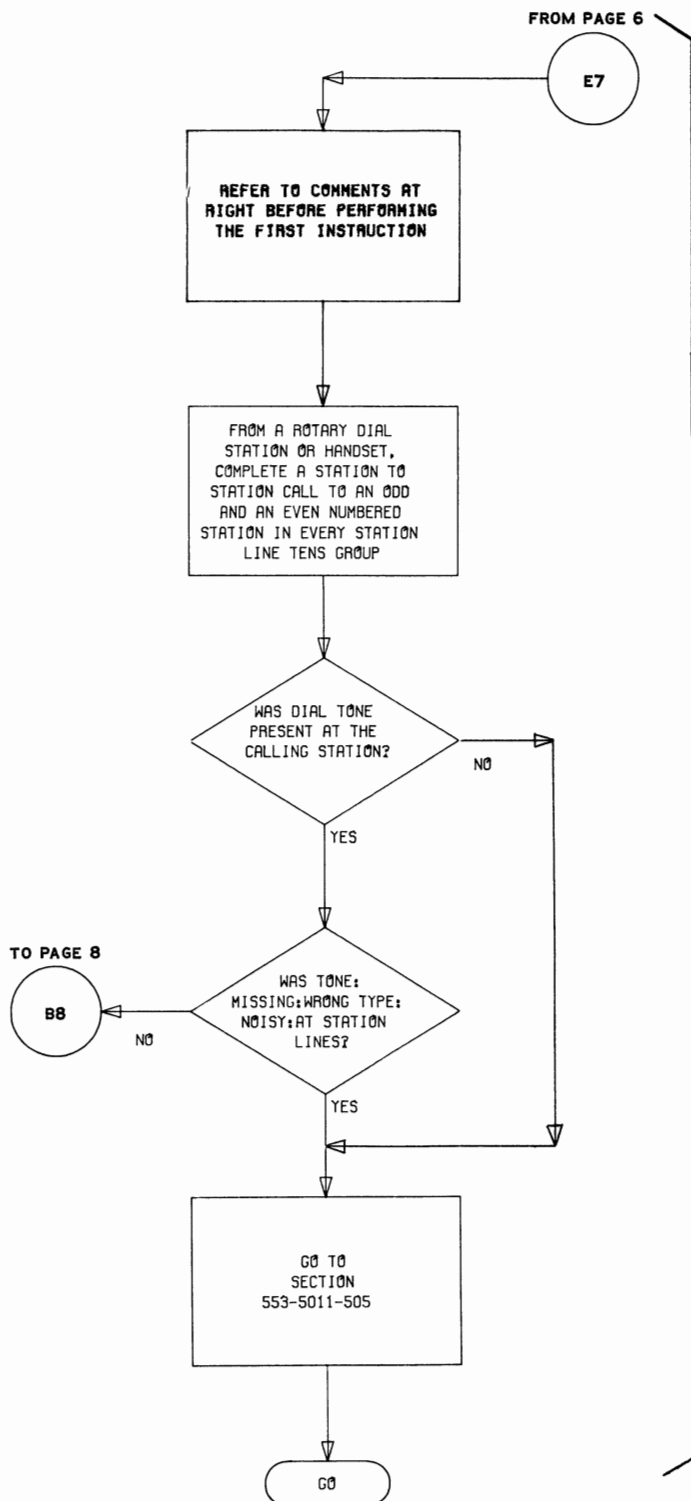 FROM PAGE 6
E7
REFER TO COMMENTS AT
RIGHT BEFORE PERFORMING
THE FIRST INSTRUCTION
FROM A ROTARY DIAL
STATION OR HANDSET,
COMPLETE A STATION TO
STATION CALL TO AN ODD
AND AN EVEN NUMBERED
STATION IN EVERY STATION
LINE TENS GROUP
WAS DIAL TONE
PRESENT AT THE
CALLING STATION?
NO
YES
TO PAGE 8
B8
NO
WAS TONE:
MISSING:WRONG TYPE:
NOISY:AT STATION
LINES?
YES
GO TO
SECTION
553-5011-505
GO